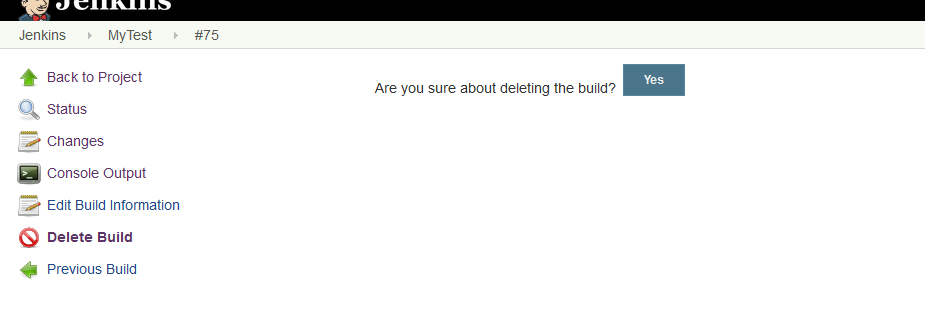 Jenkins
Jenkins MyTest #75
Back to Project
Are you sure about deleting the build? Yes
Status
Changes
Console Output
Edit Build Information
Delete Build
Previous Build